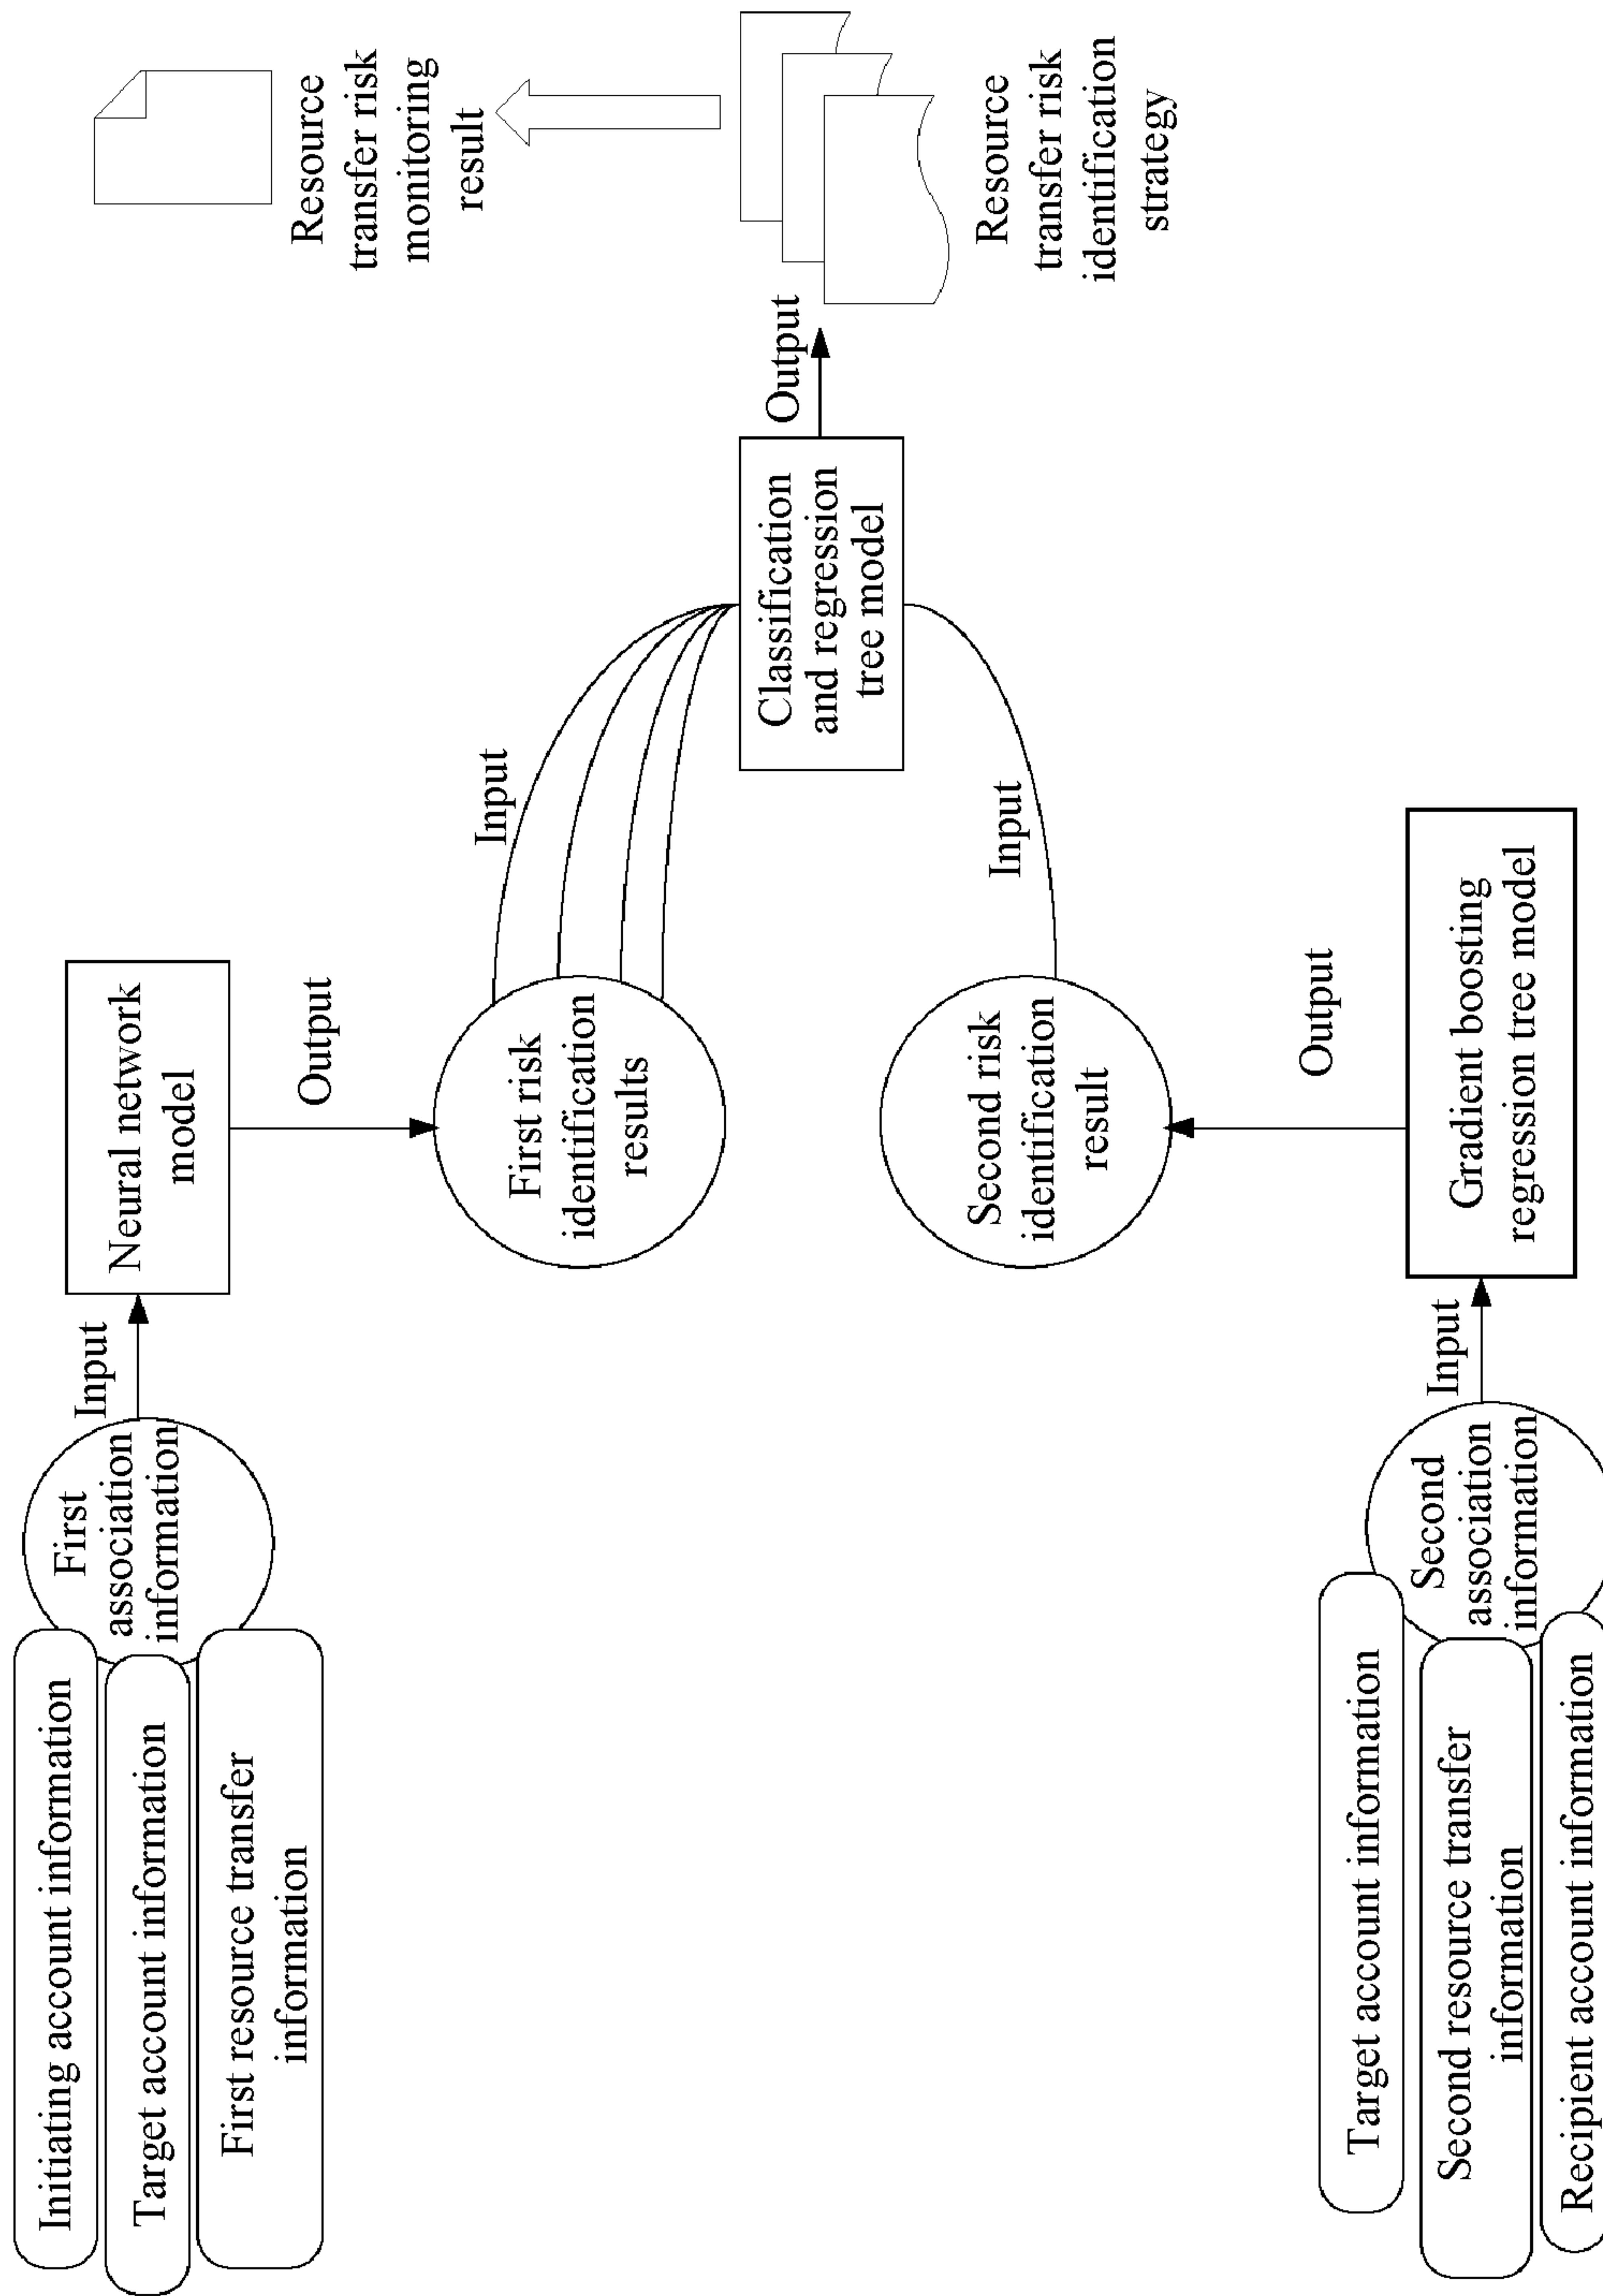 Initiating account information
Target account information
First resource transfer
information
First
association
information
Input
Neural network
model
Output
First risk
identification
results
Input
Target account information
Second resource transfer
information
Recipient account information
Second
association
information
Input
Gradient boosting
regression tree model
Output
Second risk
identification
result
Input
Classification
and regression
tree model
Output
Resource
transfer risk
identification
strategy
Resource
transfer risk
monitoring
result